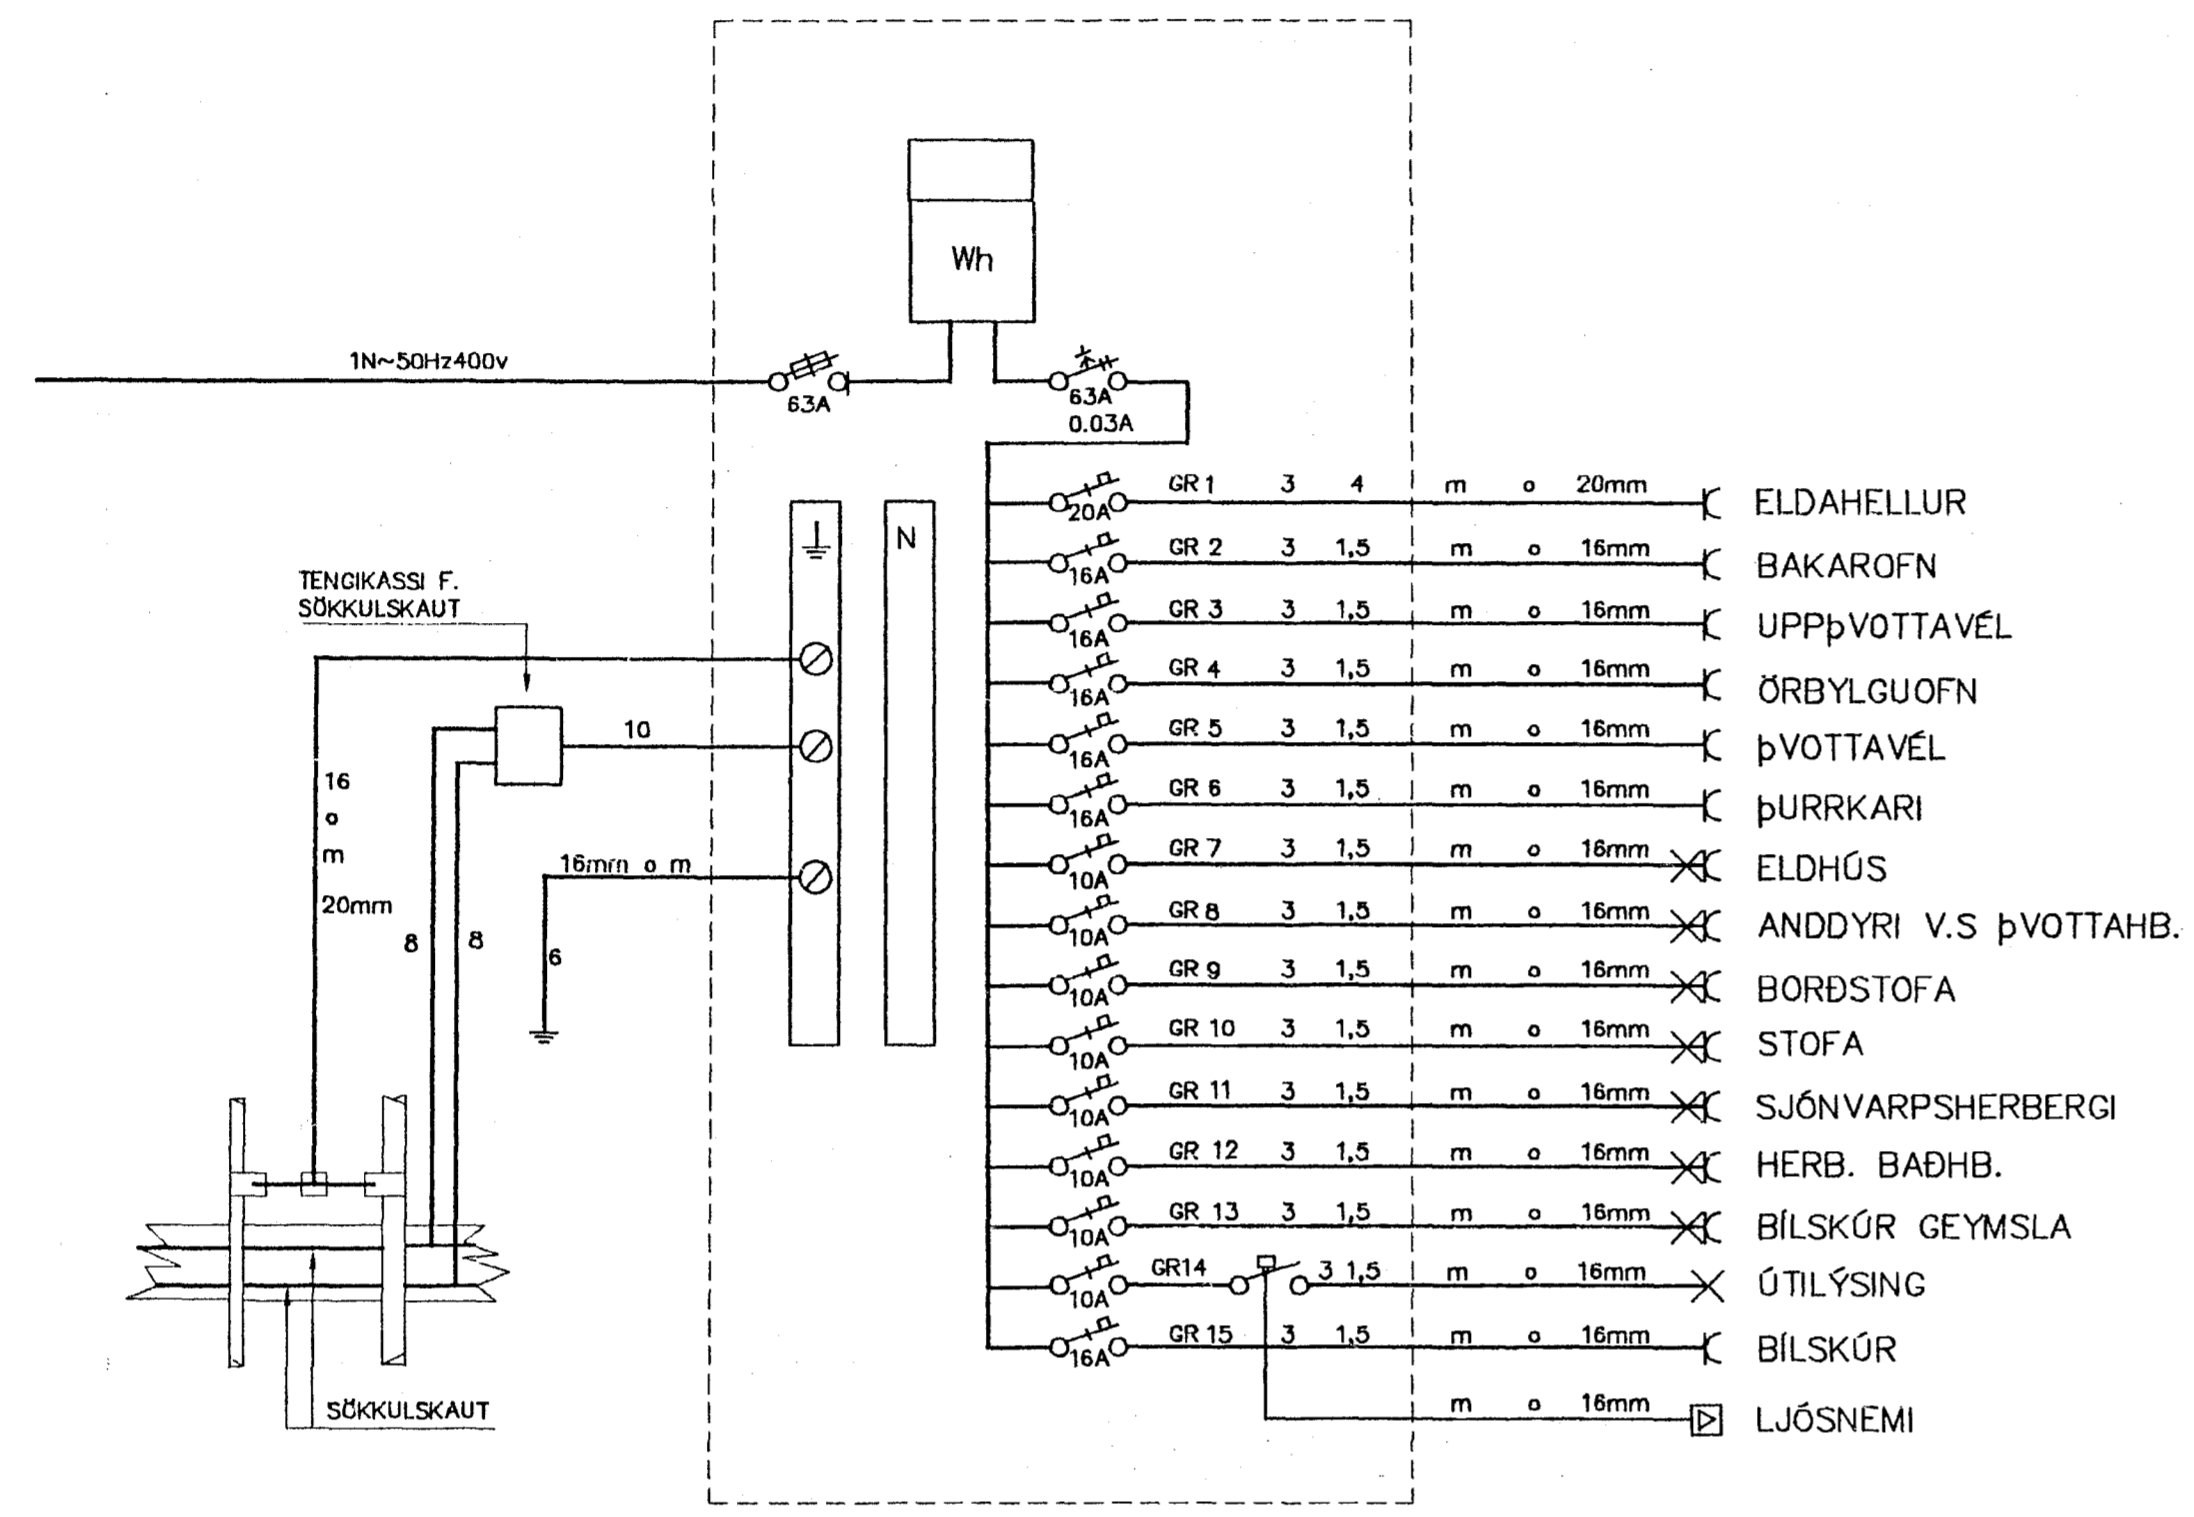 Wh
1N~50Hz400v
63A
63A
0.03A
GR 1 3 4 m o 20mm ELDAHELLUR
20A
N
GR 2 3 1,5 m o 16mm BAKAROFN
16A
TENGIKASSI F.
SÖKKULSKAUT
GR 3 3 1,5 m o 16mm UPPÞVOTTAVÉL
16A
GR 4 3 1,5 m o 16mm ÖRBYLGUOFN
16A
10
GR 5 3 1,5 m o 16mm ÞVOTTAVÉL
16A
GR 6 3 1,5 m o 16mm ÞURRKARI
16A
16
o
m
20mm
GR 7 3 1,5 m o 16mm ELDHÚS
10A
16mm o m
6
8
8
GR 8 3 1,5 m o 16mm ANDDYRI V.S ÞVOTTAHB.
10A
GR 9 3 1,5 m o 16mm BORÐSTOFA
10A
GR 10 3 1,5 m o 16mm STOFA
10A
GR 11 3 1,5 m o 16mm SJÓNVARPSHERBERGI
10A
GR 12 3 1,5 m o 16mm HERB. BAÐHB.
10A
GR 13 3 1,5 m o 16mm BÍLSKÚR GEYMSLA
10A
GR14 3 1,5 m o 16mm ÚTILÝSING
10A
GR 15 3 1,5 m o 16mm BÍLSKÚR
16A
SÖKKULSKAUT
m o 16mm LJÓSNEMI